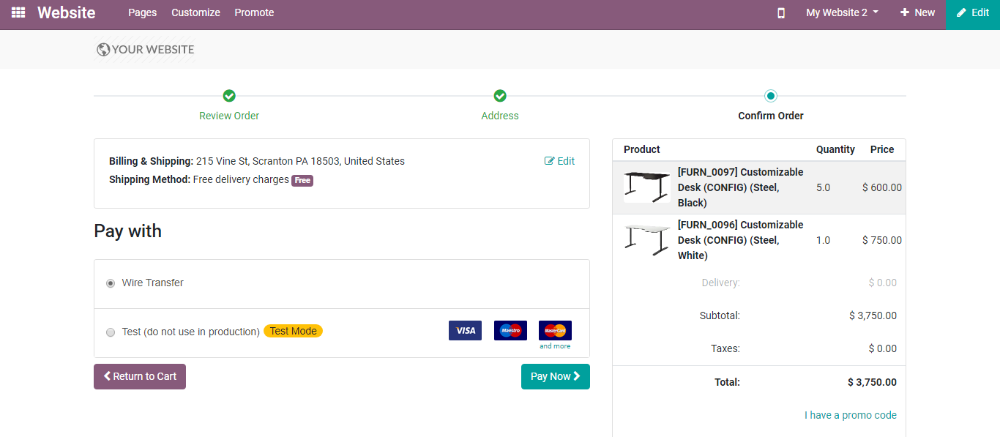 Website Pages Customize Promote My Website 2 New Edit
YOUR WEBSITE
Review Order Address Confirm Order
Billing & Shipping: 215 Vine St, Scranton PA 18503, United States Edit
Shipping Method: Free delivery charges Free
Pay with
Wire Transfer
Test (do not use in production) Test Mode VISA Maestro MasterCard
and more
Return to Cart Pay Now
Product Quantity Price
[FURN_0097] Customizable
Desk (CONFIG) (Steel, 5.0 $ 600.00
Black)
[FURN_0096] Customizable
Desk (CONFIG) (Steel, 1.0 $ 750.00
White)
Delivery: $ 0.00
Subtotal: $ 3,750.00
Taxes: $ 0.00
Total: $ 3,750.00
I have a promo code